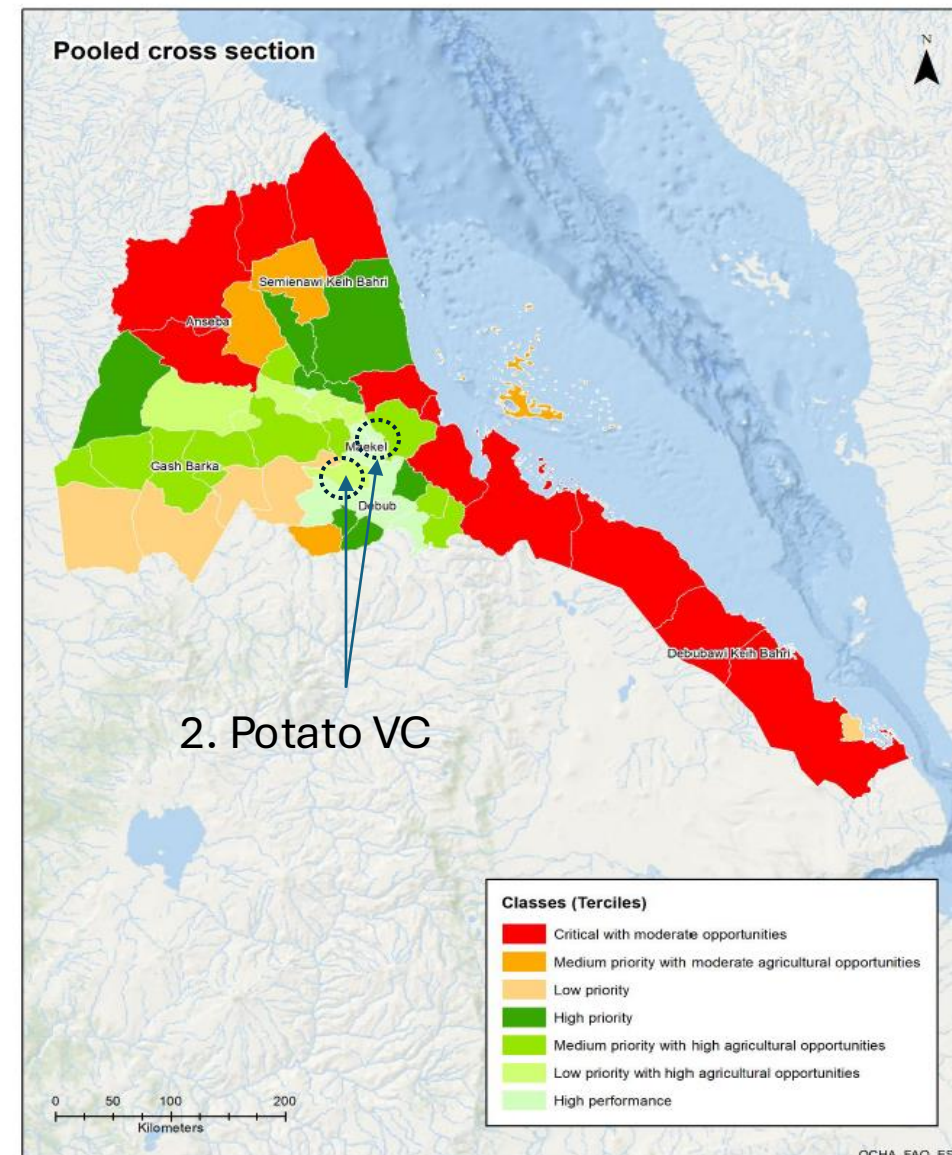 Pooled cross section
N
Semienawi Keih Bahri
Anseba
Maekel
Gash Barka
Debub
Debubawi Keih Bahri
2. Potato VC
Classes (Terciles)
Critical with moderate opportunities
Medium priority with moderate agricultural opportunities
Low priority
High priority
Medium priority with high agricultural opportunities
Low priority with high agricultural opportunities
High performance
0 50 100 200
Kilometers
OCHA, FAO,